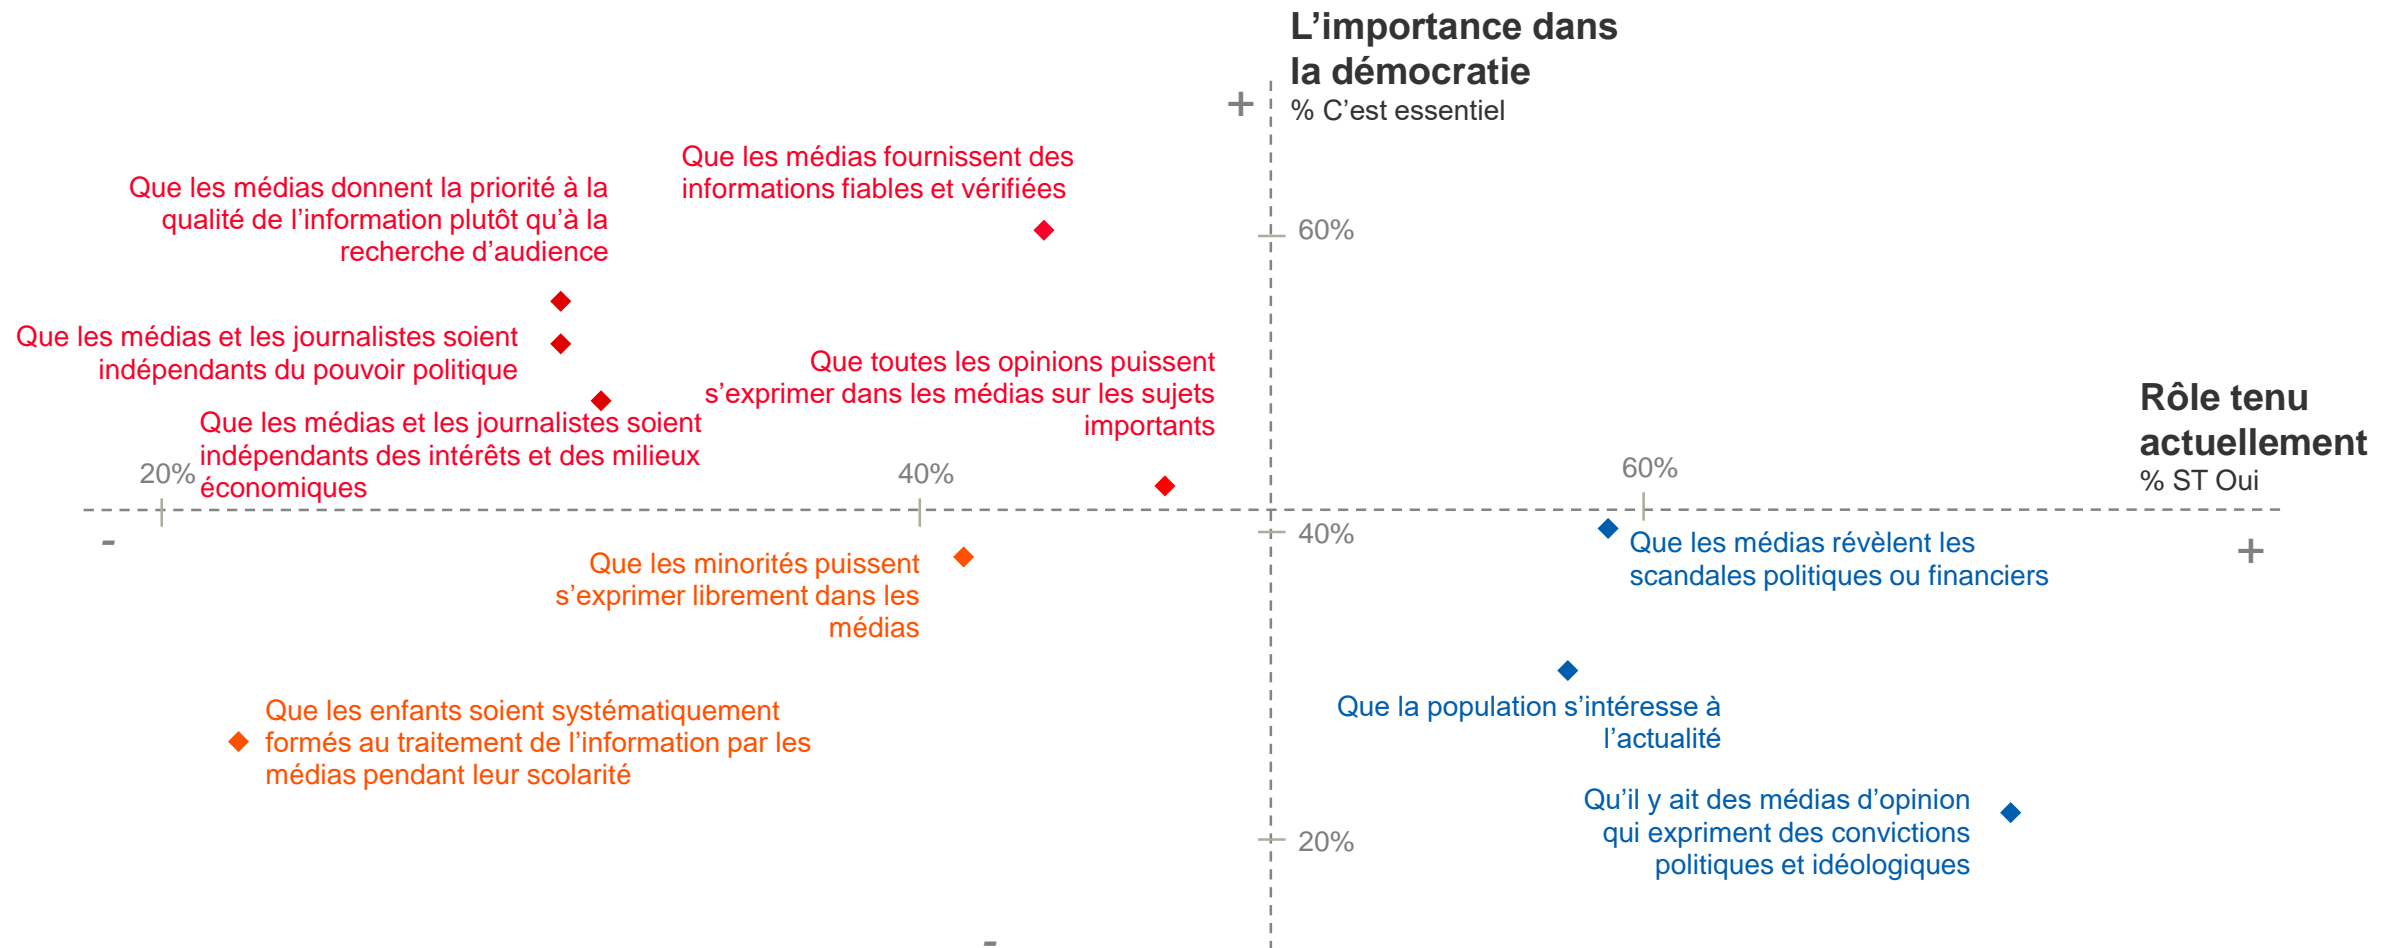 L’importance dans
la démocratie
% C’est essentiel
+
Que les médias fournissent des
informations fiables et vérifiées
Que les médias donnent la priorité à la
qualité de l’information plutôt qu’à la
recherche d’audience
60%
Que les médias et les journalistes soient
indépendants du pouvoir politique
Que toutes les opinions puissent
s’exprimer dans les médias sur les sujets
importants
Rôle tenu
actuellement
% ST Oui
Que les médias et les journalistes soient
indépendants des intérêts et des milieux
économiques
20%
40%
60%
-
+
40%
Que les médias révèlent les
scandales politiques ou financiers
Que les minorités puissent
s’exprimer librement dans les
médias
Que la population s’intéresse à
l’actualité
Que les enfants soient systématiquement
formés au traitement de l’information par les
médias pendant leur scolarité
Qu’il y ait des médias d’opinion
qui expriment des convictions
politiques et idéologiques
20%
-